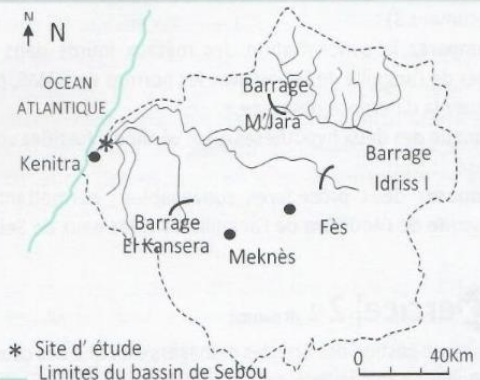 N
N
OCEAN
ATLANTIQUE
Barrage
M'Jara
Kenitra
Barrage
Idriss I
Barrage
El Kansera
Fès
Meknès
* Site d' étude
Limites du bassin de Sebou
0 40Km